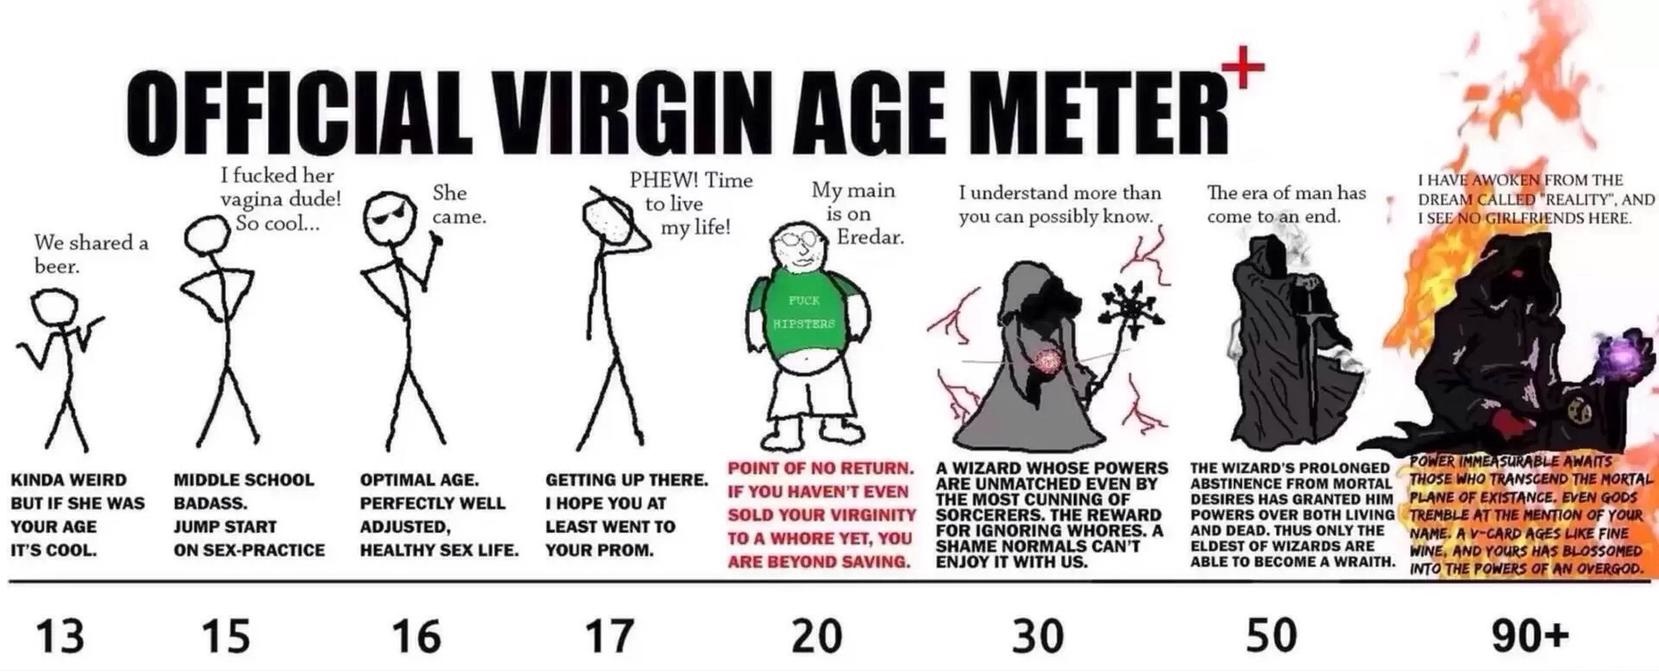 OFFICIAL VIRGIN AGE METER+
We shared a
beer.
I fucked her
vagina dude!
So cool...
She
came.
PHEW! Time
to live
my life!
My main
is on
Eredar.
FUCK
HIPSTERS
I understand more than
you can possibly know.
The era of man has
come to an end.
I HAVE AWOKEN FROM THE
DREAM CALLED "REALITY", AND
I SEE NO GIRLFRIENDS HERE.
KINDA WEIRD
BUT IF SHE WAS
YOUR AGE
IT'S COOL.
MIDDLE SCHOOL
BADASS.
JUMP START
ON SEX-PRACTICE
OPTIMAL AGE.
PERFECTLY WELL
ADJUSTED,
HEALTHY SEX LIFE.
GETTING UP THERE.
I HOPE YOU AT
LEAST WENT TO
YOUR PROM.
POINT OF NO RETURN.
IF YOU HAVEN'T EVEN
SOLD YOUR VIRGINITY
TO A WHORE YET, YOU
ARE BEYOND SAVING.
A WIZARD WHOSE POWERS
ARE UNMATCHED EVEN BY
THE MOST CUNNING OF
SORCERERS. THE REWARD
FOR IGNORING WHORES. A
SHAME NORMALS CAN'T
ENJOY IT WITH US.
THE WIZARD'S PROLONGED
ABSTINENCE FROM MORTAL
DESIRES HAS GRANTED HIM
POWERS OVER BOTH LIVING
AND DEAD. THUS ONLY THE
ELDEST OF WIZARDS ARE
ABLE TO BECOME A WRAITH.
POWER IMMEASURABLE AWAITS
THOSE WHO TRANSCEND THE MORTAL
PLANE OF EXISTANCE. EVEN GODS
TREMBLE AT THE MENTION OF YOUR
NAME. A V-CARD AGES LIKE FINE
WINE, AND YOURS HAS BLOSSOMED
INTO THE POWERS OF AN OVERGOD.
13
15
16
17
20
30
50
90+